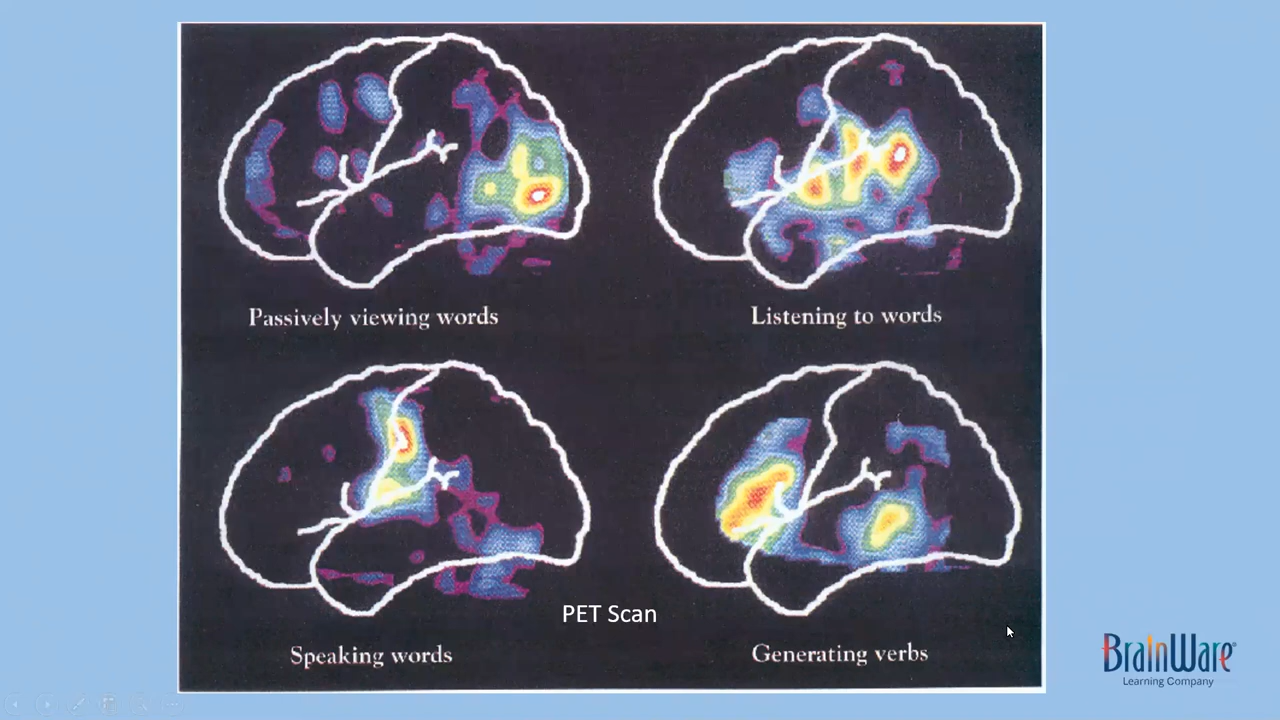 Passively viewing words
Listening to words
PET Scan
Speaking words
Generating verbs
BrainWare®
Learning Company